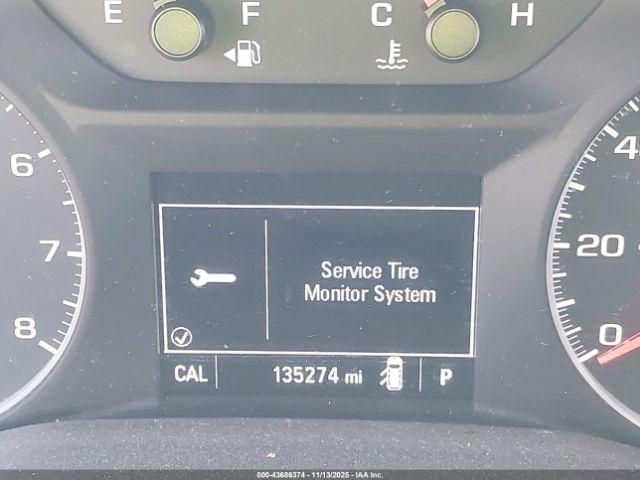 E F C H
6
7
8
40
20
0
Service Tire
Monitor System
CAL 135274 mi P
000-43686374 - 11/13/2025 - IAA Inc.